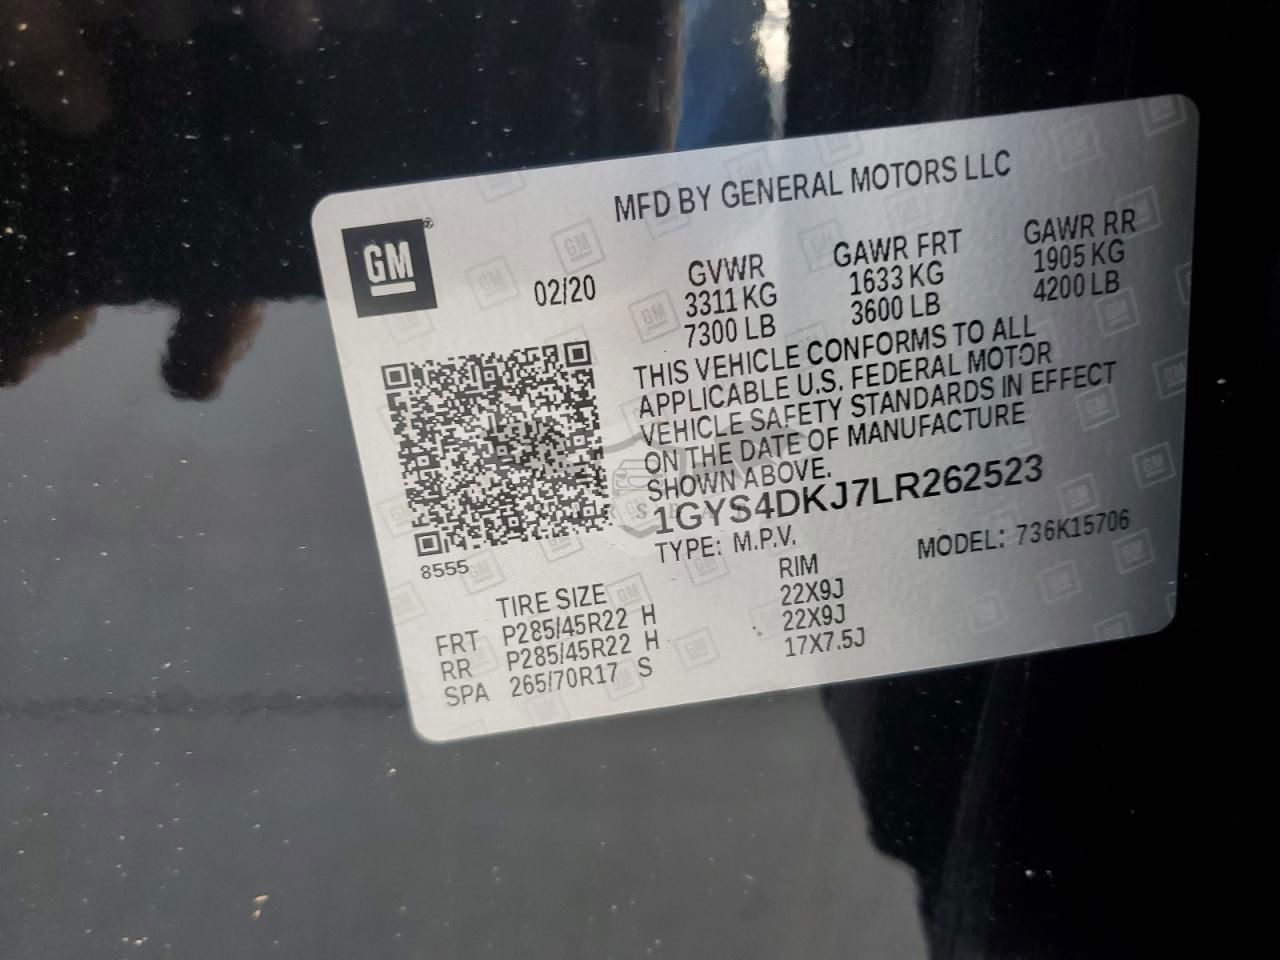 MFD BY GENERAL MOTORS LLC
GM®
02/20
GVWR
3311 KG
7300 LB
GAWR FRT
1633 KG
3600 LB
GAWR RR
1905 KG
4200 LB
THIS VEHICLE CONFORMS TO ALL
APPLICABLE U.S. FEDERAL MOTOR
VEHICLE SAFETY STANDARDS IN EFFECT
ON THE DATE OF MANUFACTURE
SHOWN ABOVE.
1GYS4DKJ7LR262523
TYPE: M.P.V.
MODEL: 736K15706
8555
TIRE SIZE RIM
FRT P285/45R22 H 22X9J
RR P285/45R22 H 22X9J
SPA 265/70R17 S 17X7.5J